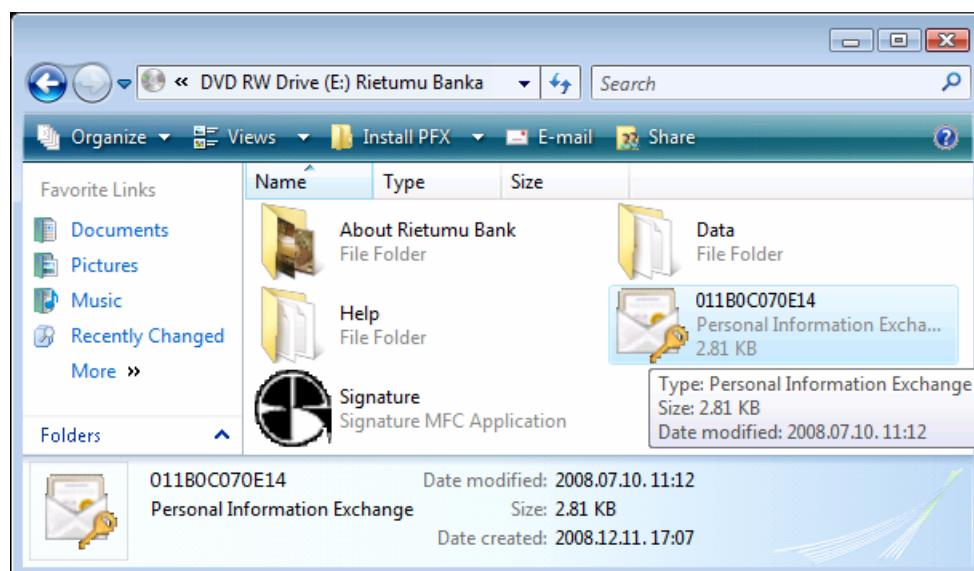 « DVD RW Drive (E:) Rietumu Banka
Search
Organize Views Install PFX E-mail Share
Favorite Links
Documents
Pictures
Music
Recently Changed
More »
Folders
Name Type Size
About Rietumu Bank
File Folder
Data
File Folder
Help
File Folder
011B0C070E14
Personal Information Excha...
2.81 KB
Signature
Signature MFC Application
Type: Personal Information Exchange
Size: 2.81 KB
Date modified: 2008.07.10. 11:12
011B0C070E14 Date modified: 2008.07.10. 11:12
Personal Information Exchange Size: 2.81 KB
Date created: 2008.12.11. 17:07